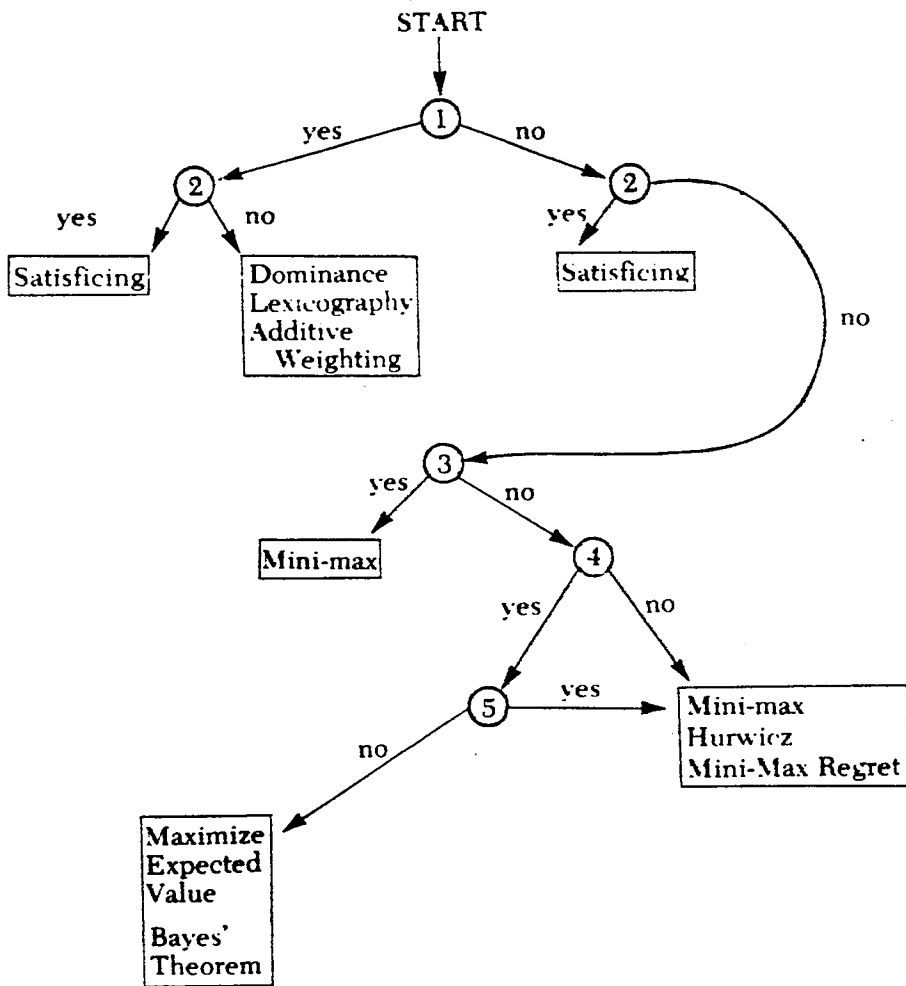 START
1
yes
no
2
2
yes
no
yes
Satisficing
Dominance
Lexicography
Additive
Weighting
Satisficing
no
3
yes
no
Mini-max
4
yes
no
5
yes
Mini-max
Hurwicz
Mini-Max Regret
no
Maximize
Expected
Value
Bayes'
Theorem